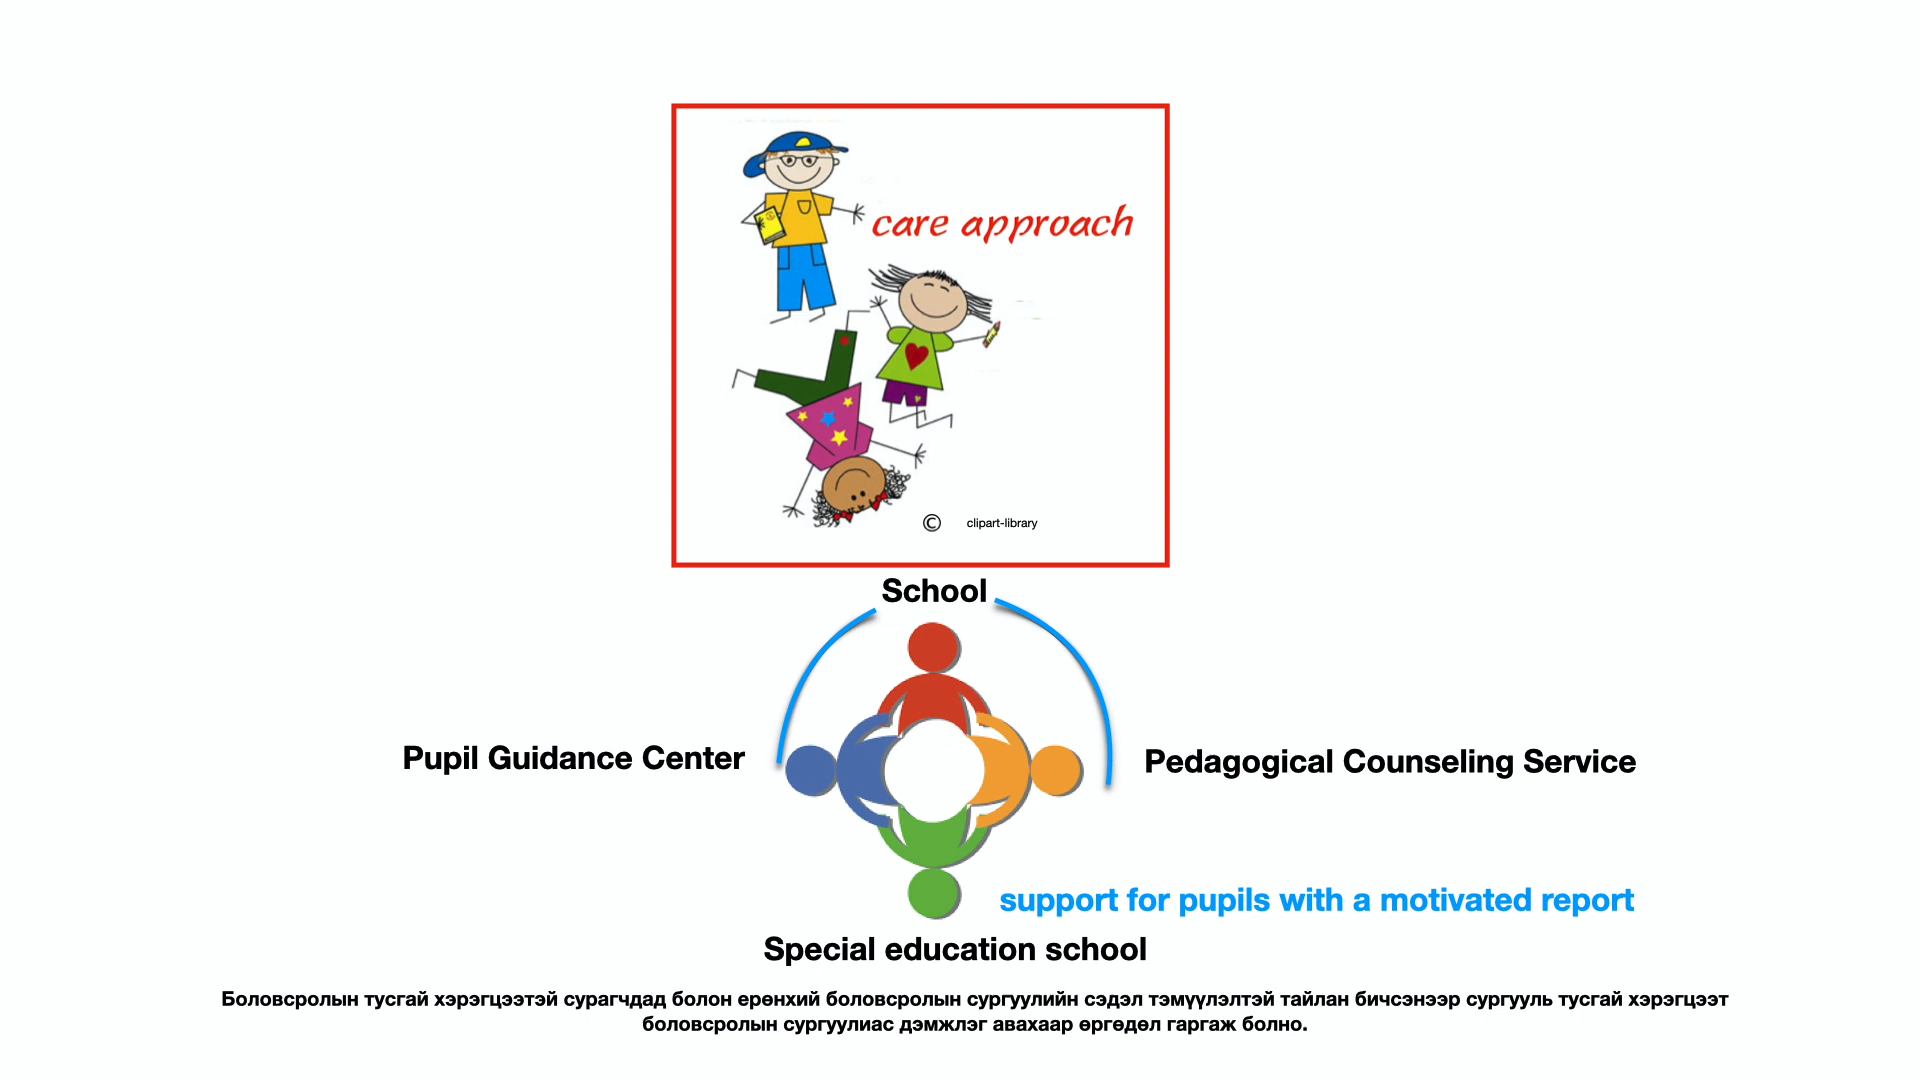 care approach
© clipart-library
School
Pupil Guidance Center
Pedagogical Counseling Service
support for pupils with a motivated report
Special education school
Боловсролын тусгай хэрэгцээтэй сурагчдад болон ерөнхий боловсролын сургуулийн сэдэл тэмүүлэлтэй тайлан бичсэнээр сургууль тусгай хэрэгцээт
боловсролын сургуулиас дэмжлэг авахаар өргөдөл гаргаж болно.